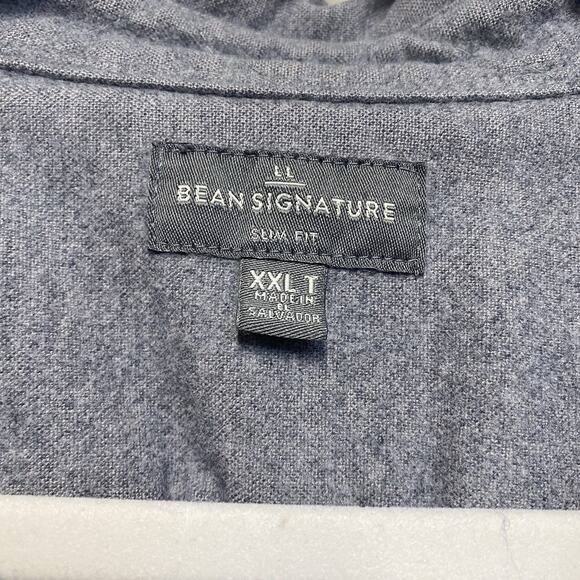 LL
BEAN SIGNATURE
SLIM FIT
XXL T
MADE IN
EL
SALVADOR